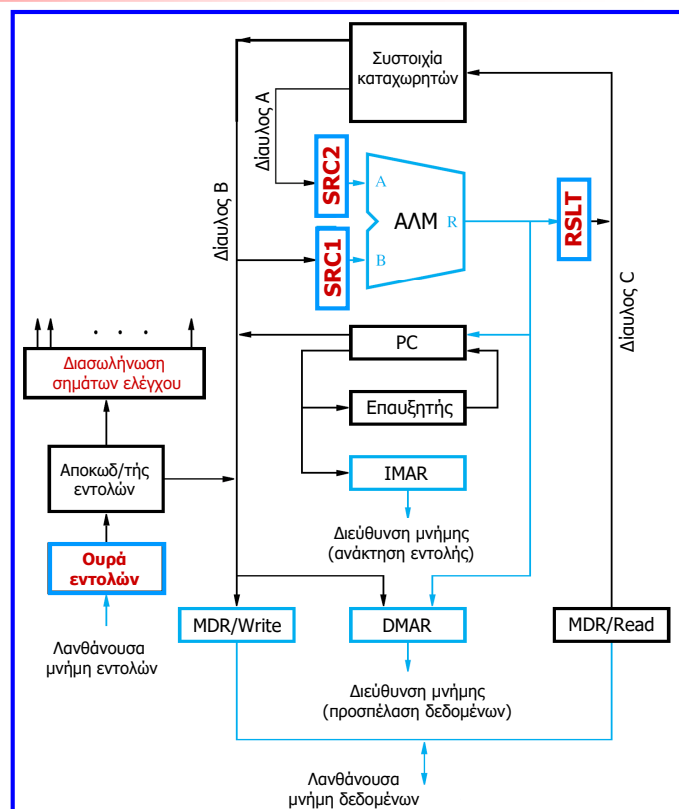 Συστοιχία
καταχωρητών
Δίαυλος A
Δίαυλος B
SRC2
A
ΑΛΜ
R
RSLT
SRC1
B
Δίαυλος C
. . .
PC
Διασωλήνωση
σημάτων ελέγχου
Επαυξητής
Αποκωδ/τής
εντολών
IMAR
Διεύθυνση μνήμης
(ανάκτηση εντολής)
Ουρά
εντολών
MDR/Write
DMAR
MDR/Read
Λανθάνουσα
μνήμη εντολών
Διεύθυνση μνήμης
(προσπέλαση δεδομένων)
Λανθάνουσα
μνήμη δεδομένων